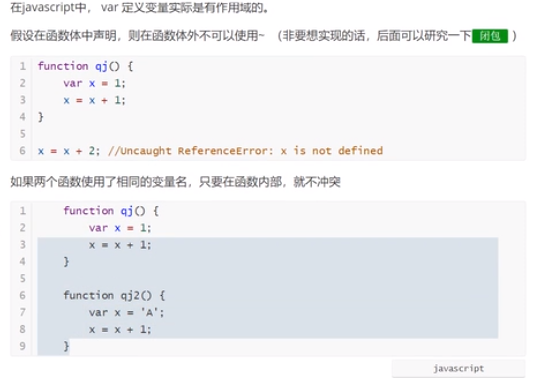 在javascript中， var 定义变量实际是有作用域的。
假设在函数体中声明，则在函数体外不可以使用~ （非要想实现的话，后面可以研究一下 闭包 ）
1 function qj() {
2     var x = 1;
3     x = x + 1;
4 }
5
6 x = x + 2; //Uncaught ReferenceError: x is not defined
如果两个函数使用了相同的变量名，只要在函数内部，就不冲突
1     function qj() {
2         var x = 1;
3         x = x + 1;
4     }
5
6     function qj2() {
7         var x = 'A';
8         x = x + 1;
9     }
javascript